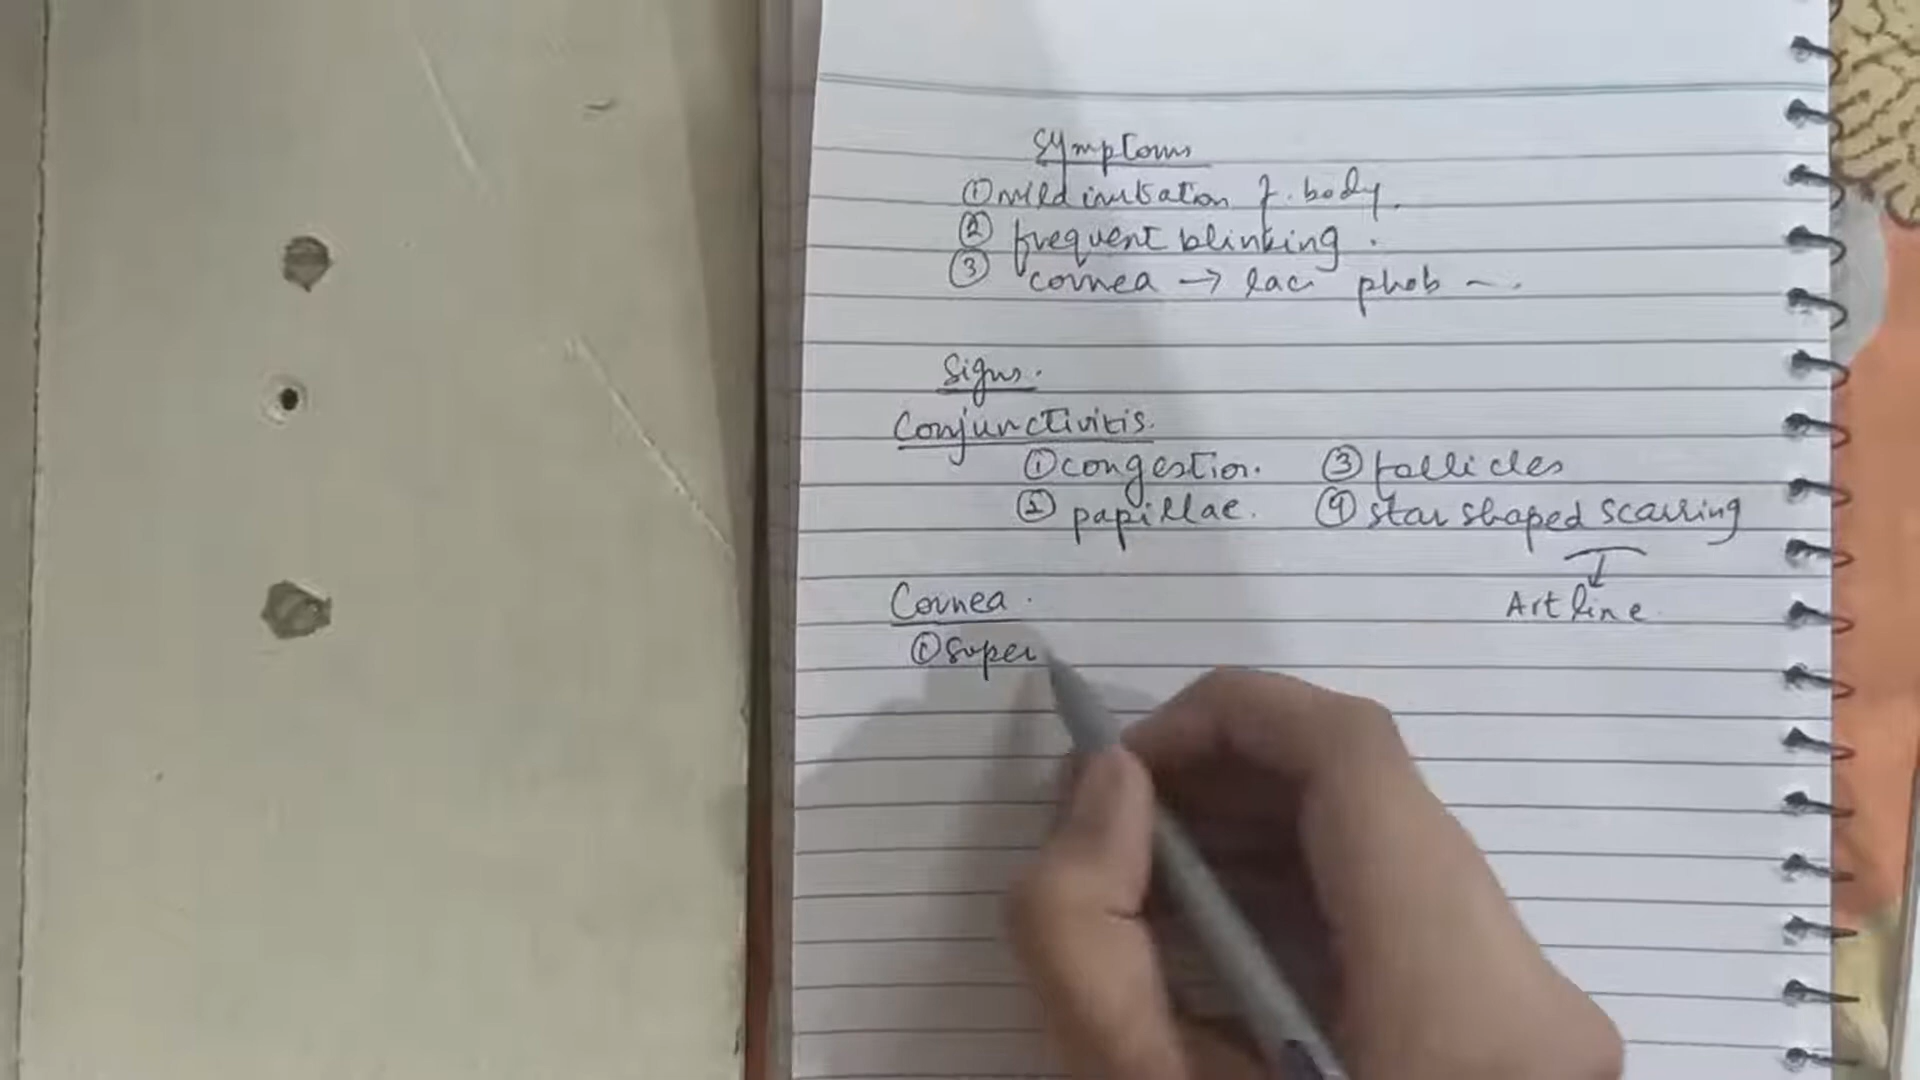 Symptoms
① mild irritation f. body.
② frequent blinking.
③ cornea → lac phob ~.
Signs.
Conjunctivitis.
① congestion. ③ follicles
② papillae. ④ star shaped scarring
↓
Cornea. Art line.
① Super